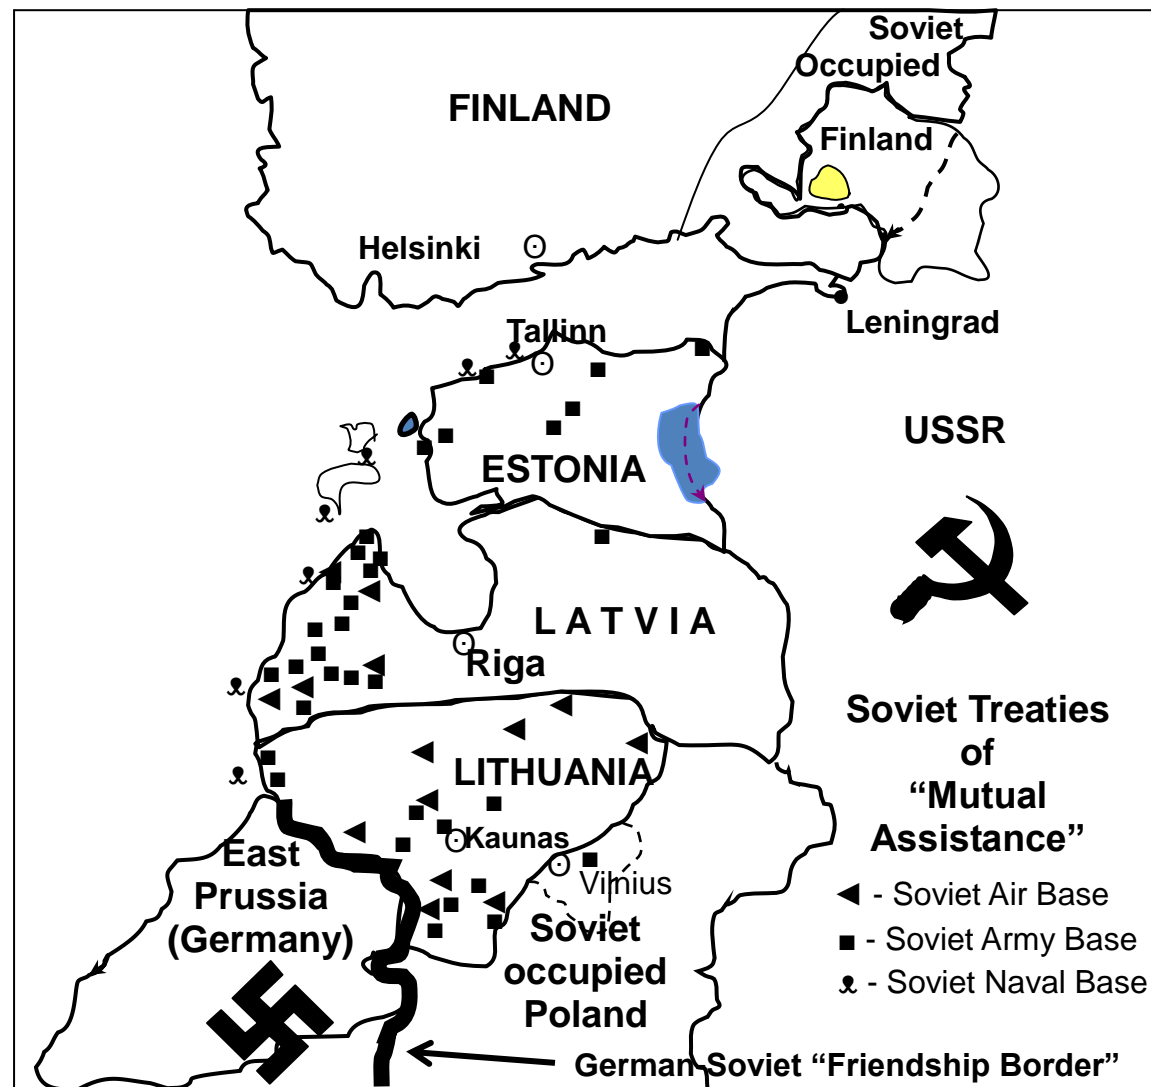 Soviet
Occupied
FINLAND
Finland
Helsinki
Leningrad
Tallinn
USSR
ESTONIA
L A T V I A
Riga
Soviet Treaties
of
“Mutual
Assistance”
LITHUANIA
Kaunas
East
Prussia
(Germany)
Vilnius
Soviet
occupied
Poland
- Soviet Air Base
- Soviet Army Base
- Soviet Naval Base
German Soviet “Friendship Border”